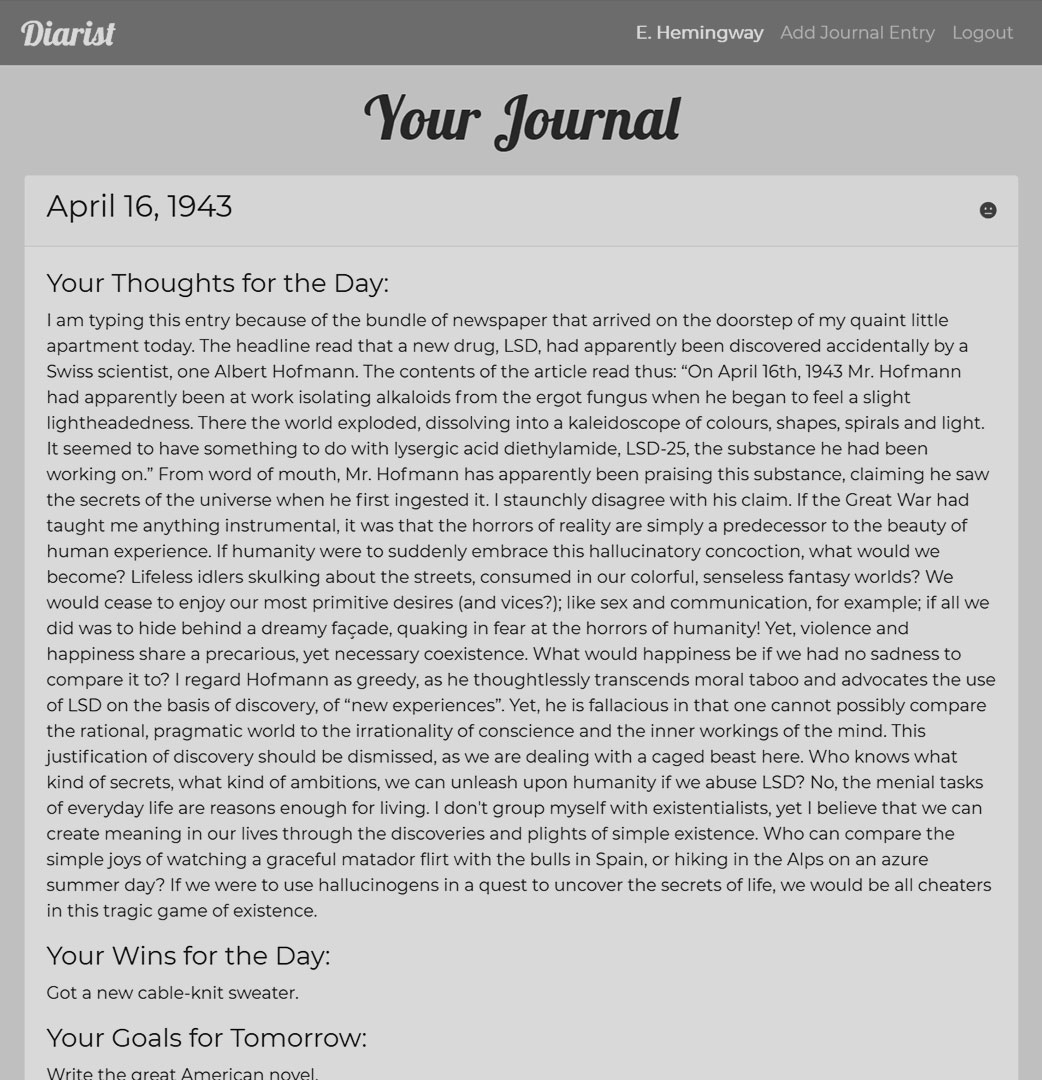 Diarist
E. Hemingway Add Journal Entry Logout
Your Journal
April 16, 1943
Your Thoughts for the Day:
I am typing this entry because of the bundle of newspaper that arrived on the doorstep of my quaint little
apartment today. The headline read that a new drug, LSD, had apparently been discovered accidentally by a
Swiss scientist, one Albert Hofmann. The contents of the article read thus: “On April 16th, 1943 Mr. Hofmann
had apparently been at work isolating alkaloids from the ergot fungus when he began to feel a slight
lightheadedness. There the world exploded, dissolving into a kaleidoscope of colours, shapes, spirals and light.
It seemed to have something to do with lysergic acid diethylamide, LSD-25, the substance he had been
working on.” From word of mouth, Mr. Hofmann has apparently been praising this substance, claiming he saw
the secrets of the universe when he first ingested it. I staunchly disagree with his claim. If the Great War had
taught me anything instrumental, it was that the horrors of reality are simply a predecessor to the beauty of
human experience. If humanity were to suddenly embrace this hallucinatory concoction, what would we
become? Lifeless idlers skulking about the streets, consumed in our colorful, senseless fantasy worlds? We
would cease to enjoy our most primitive desires (and vices?); like sex and communication, for example; if all we
did was to hide behind a dreamy façade, quaking in fear at the horrors of humanity! Yet, violence and
happiness share a precarious, yet necessary coexistence. What would happiness be if we had no sadness to
compare it to? I regard Hofmann as greedy, as he thoughtlessly transcends moral taboo and advocates the use
of LSD on the basis of discovery, of “new experiences”. Yet, he is fallacious in that one cannot possibly compare
the rational, pragmatic world to the irrationality of conscience and the inner workings of the mind. This
justification of discovery should be dismissed, as we are dealing with a caged beast here. Who knows what
kind of secrets, what kind of ambitions, we can unleash upon humanity if we abuse LSD? No, the menial tasks
of everyday life are reasons enough for living. I don't group myself with existentialists, yet I believe that we can
create meaning in our lives through the discoveries and plights of simple existence. Who can compare the
simple joys of watching a graceful matador flirt with the bulls in Spain, or hiking in the Alps on an azure
summer day? If we were to use hallucinogens in a quest to uncover the secrets of life, we would be all cheaters
in this tragic game of existence.
Your Wins for the Day:
Got a new cable-knit sweater.
Your Goals for Tomorrow:
Write the great American novel.